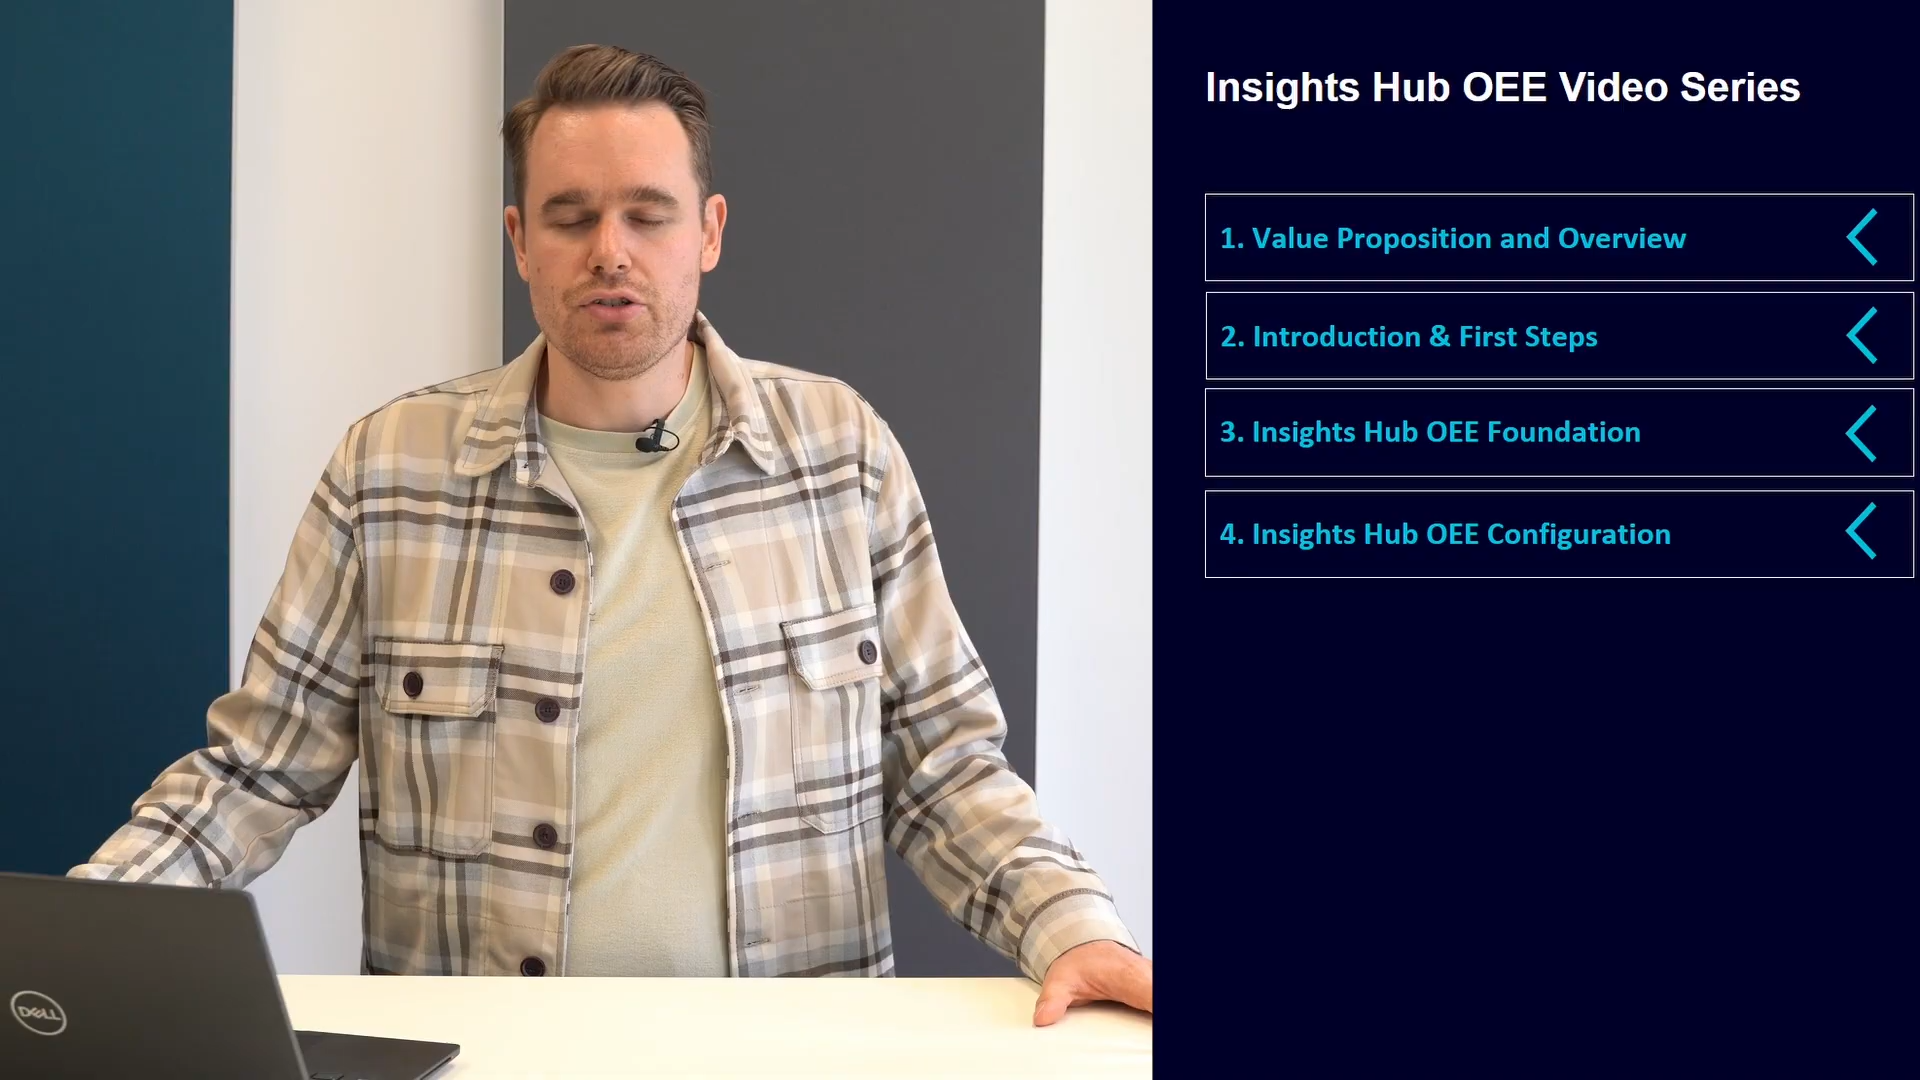 Insights Hub OEE Video Series
1. Value Proposition and Overview
2. Introduction & First Steps
3. Insights Hub OEE Foundation
4. Insights Hub OEE Configuration
DELL